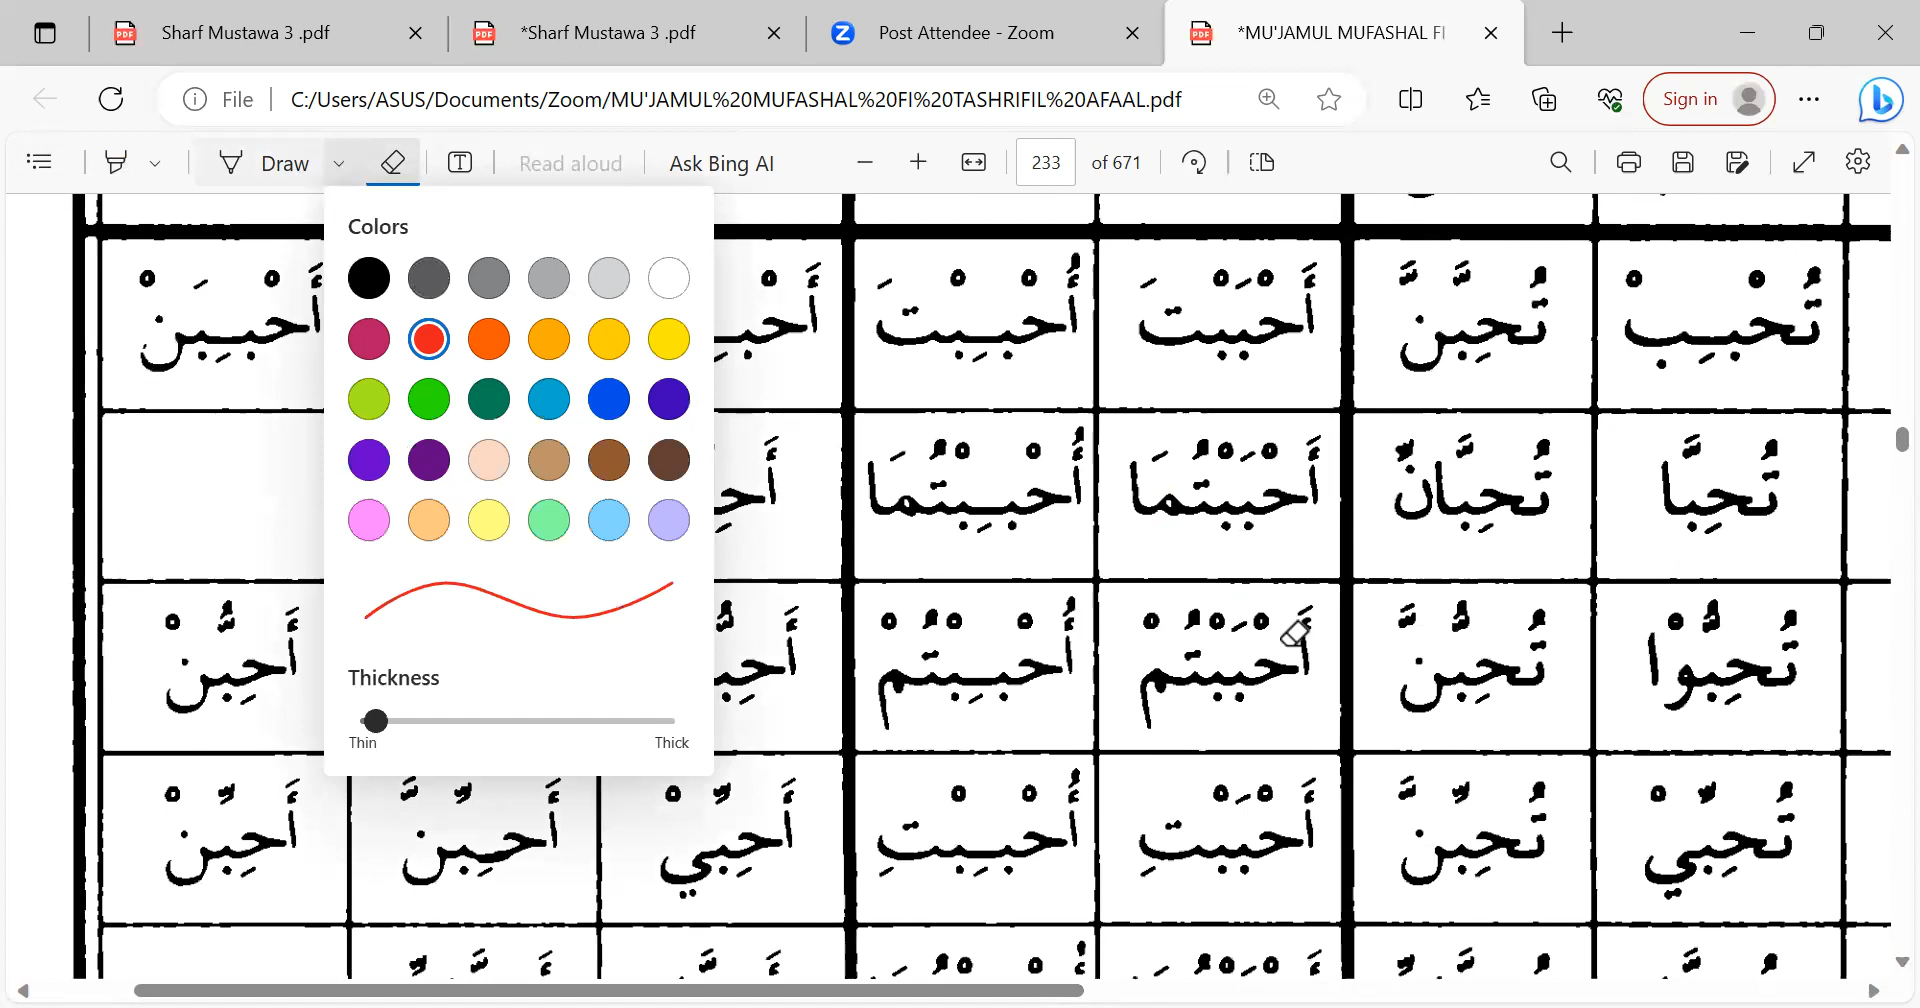 Sharf Mustawa 3 .pdf
*Sharf Mustawa 3 .pdf
Post Attendee - Zoom
*MU'JAMUL MUFASHAL FI
File
C:/Users/ASUS/Documents/Zoom/MU'JAMUL%20MUFASHAL%20FI%20TASHRIFIL%20AFAAL.pdf
Sign in
Draw
Read aloud
Ask Bing AI
233 of 671
Colors
Thickness
Thin
Thick
تُحْبِبْ تُحِبَّنَّ أَحْبَبْتَ أُحْبِبْتَ أَحْبِبَنْ
تُحِبَّا تُحِبَّانِّ أَحْبَبْتُمَا أُحْبِبْتُمَا
تُحِبُّوْا تُحِبُّنَّ أَحْبَبْتُمْ أُحْبِبْتُمْ أَحِبُّنْ
تُحِبِّيْ تُحِبِّنَّ أَحْبَبْتِ أُحْبِبْتِ أَحِبِّيْ أَحِبِّنَّ أَحِبِّنْ